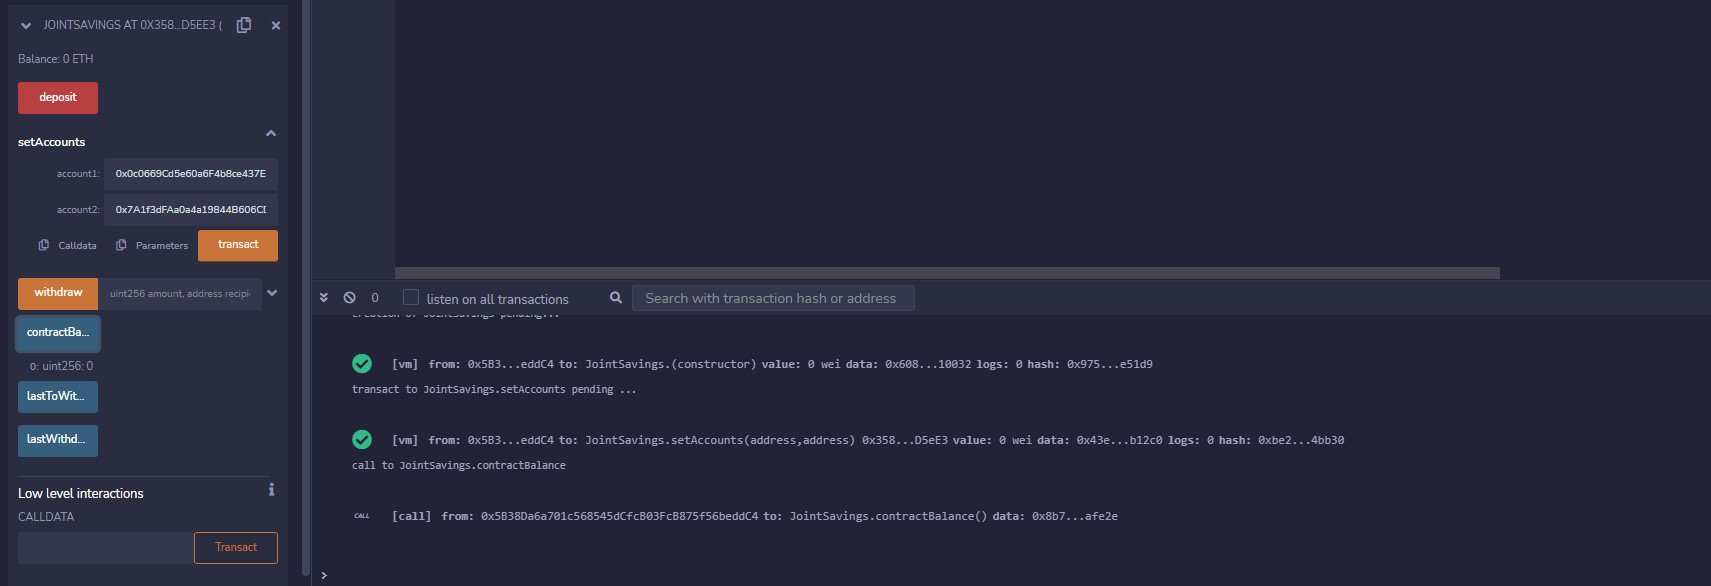 JOINTSAVINGS AT 0X358...D5EE3 (
Balance: 0 ETH
deposit
setAccounts
account1: 0x0c0669Cd5e60a6F4b8ce437E
account2: 0x7A1f3dFAa0a4a19844B606CD
Calldata Parameters transact
withdraw uint256 amount, address recipi
contractBa...
0: uint256: 0
lastToWit...
lastWithd...
Low level interactions
CALLDATA
Transact
0 listen on all transactions Search with transaction hash or address
creation of JointSavings pending...
[vm] from: 0x5B3...eddC4 to: JointSavings.(constructor) value: 0 wei data: 0x608...10032 logs: 0 hash: 0x975...e51d9
transact to JointSavings.setAccounts pending ...
[vm] from: 0x5B3...eddC4 to: JointSavings.setAccounts(address,address) 0x358...D5eE3 value: 0 wei data: 0x43e...b12c0 logs: 0 hash: 0xbe2...4bb30
call to JointSavings.contractBalance
CALL [call] from: 0x5B38Da6a701c568545dCfcB03FcB875f56beddC4 to: JointSavings.contractBalance() data: 0x8b7...afe2e
>